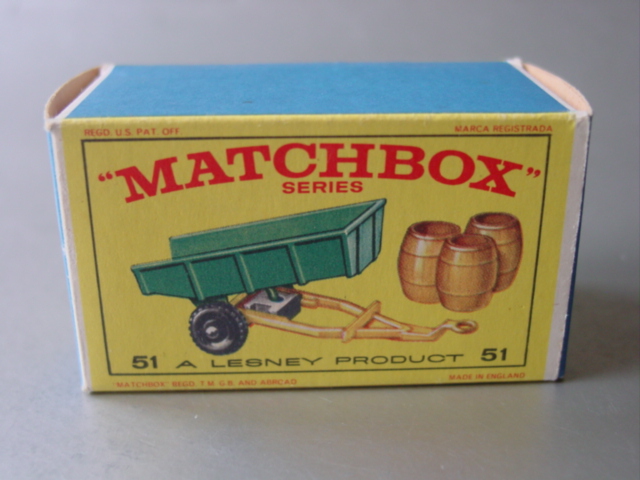 REGD. U.S. PAT. OFF. MARCA REGISTRADA
"MATCHBOX"
SERIES
51 A LESNEY PRODUCT 51
"MATCHBOX" REGD. T.M. G.B. AND ABROAD MADE IN ENGLAND